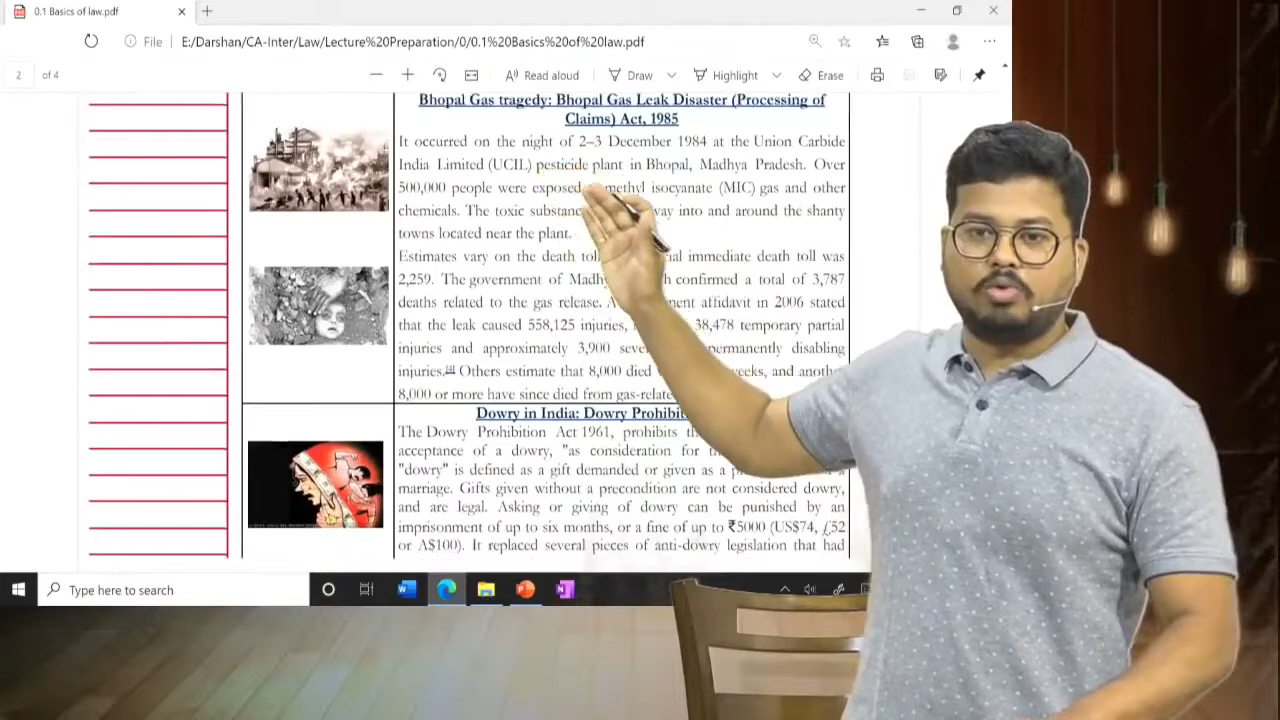 0.1 Basics of law.pdf
File E:/Darshan/CA-Inter/Law/Lecture%20Preparation/0/0.1%20Basics%20of%20law.pdf
2 of 4 Read aloud Draw Highlight Erase
Bhopal Gas tragedy: Bhopal Gas Leak Disaster (Processing of
Claims) Act, 1985
It occurred on the night of 2–3 December 1984 at the Union Carbide
India Limited (UCIL) pesticide plant in Bhopal, Madhya Pradesh. Over
500,000 people were exposed methyl isocyanate (MIC) gas and other
chemicals. The toxic substanc way into and around the shanty
towns located near the plant.
Estimates vary on the death tol immediate death toll was
2,259. The government of Madhy confirmed a total of 3,787
deaths related to the gas release. A affidavit in 2006 stated
that the leak caused 558,125 injuries, 38,478 temporary partial
injuries and approximately 3,900 seve permanently disabling
injuries.[4] Others estimate that 8,000 died weeks, and anoth
8,000 or more have since died from gas-relate
Dowry in India: Dowry Prohibit
The Dowry Prohibition Act 1961, prohibits th
acceptance of a dowry, "as consideration for th
"dowry" is defined as a gift demanded or given as a p a
marriage. Gifts given without a precondition are not considered dowry,
and are legal. Asking or giving of dowry can be punished by an
imprisonment of up to six months, or a fine of up to ₹5000 (US$74, £52
or A$100). It replaced several pieces of anti-dowry legislation that had
Type here to search